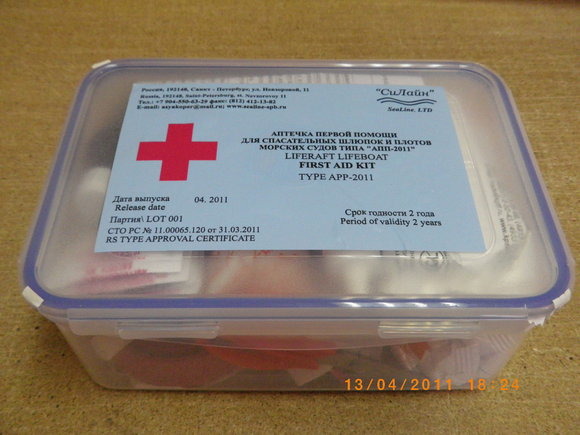 Россия, 192148, Санкт - Петербург, ул. Невзоровой, 11
Russia, 192148, Saint-Petersburg, st. Nevzorovoy 11
Тел.: +7 904-550-63-29 факс: (812) 412-13-82
E-mail: asyakoper@mail.ru; www.sealine-spb.ru
"СиЛайн"
SeaLine, LTD
АПТЕЧКА ПЕРВОЙ ПОМОЩИ
ДЛЯ СПАСАТЕЛЬНЫХ ШЛЮПОК И ПЛОТОВ
МОРСКИХ СУДОВ ТИПА "АПП-2011"
LIFERAFT LIFEBOAT
FIRST AID KIT
TYPE APP-2011
Дата выпуска 04. 2011
Release date
Партия\ LOT 001
СТО РС № 11.00065.120 от 31.03.2011
RS TYPE APPROVAL CERTIFICATE
Срок годности 2 года
Period of validity 2 years
13/04/2011 18:24